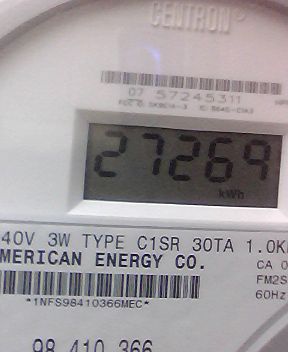 CENTRON
07 57245311
27269
kWh
40V 3W TYPE C1SR 30TA 1.0K
MERICAN ENERGY CO.
CA 0
FM2S
60Hz
*1NFS98410366MEC*
98 410 366